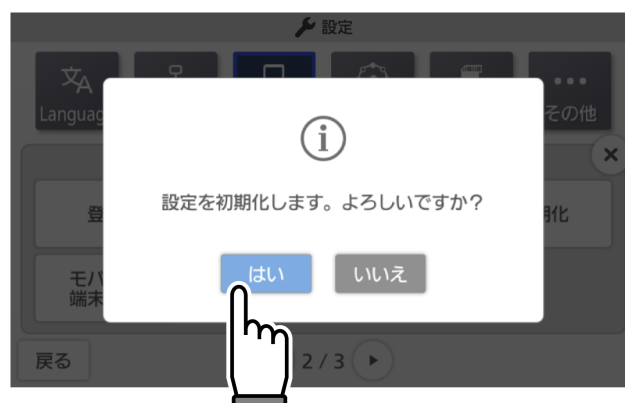 設定
Languag
その他
設定を初期化します。よろしいですか？
登
期化
はい
いいえ
モバ
端末
戻る
2 / 3